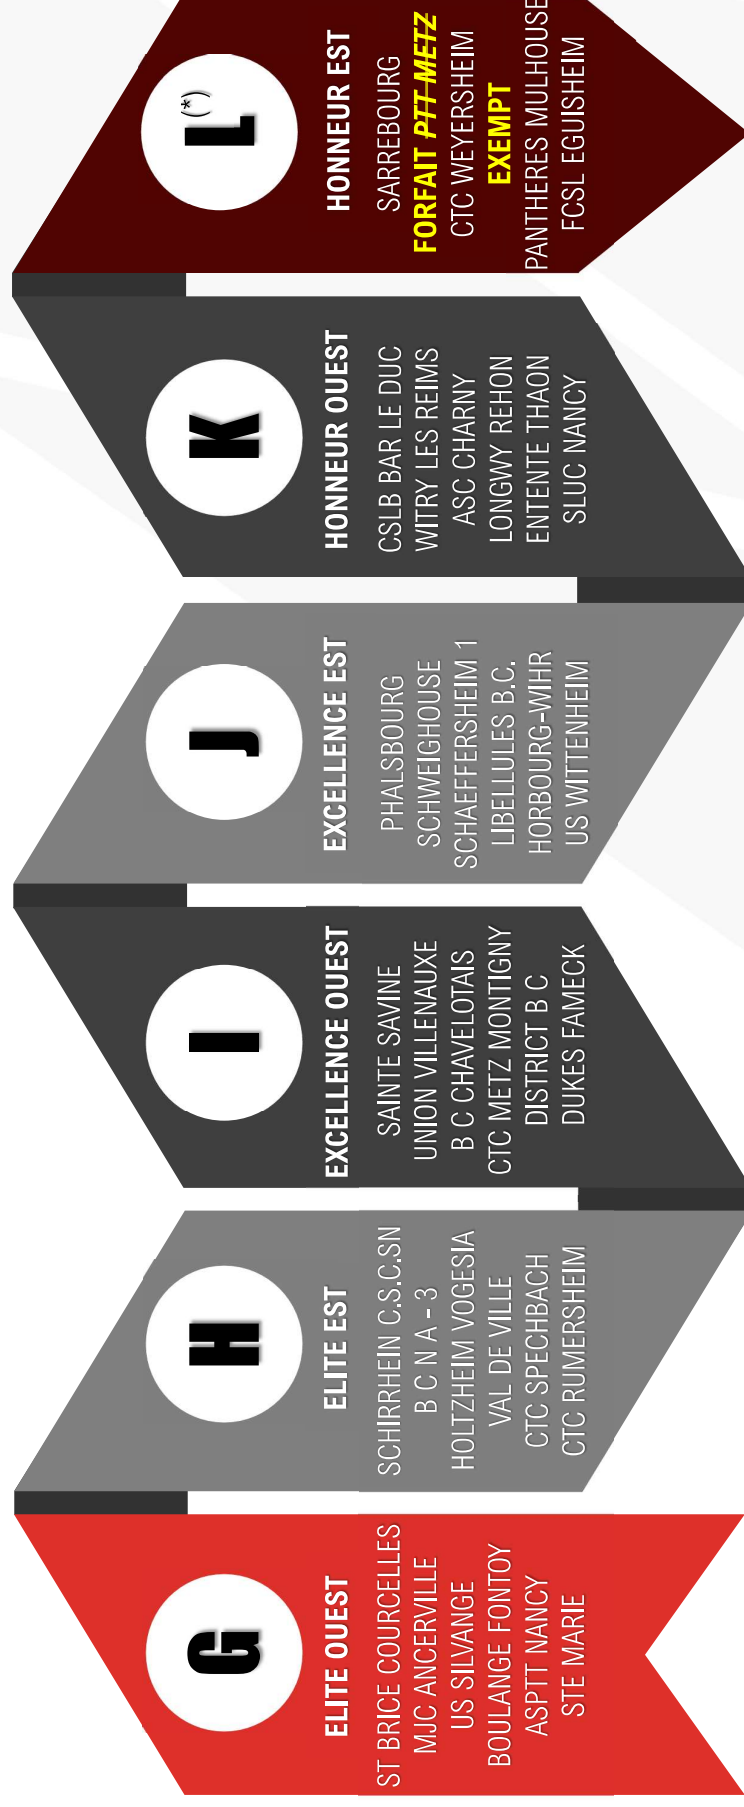 G
ELITE OUEST
ST BRICE COURCELLES
MJC ANCERVILLE
US SILVANGE
BOULANGE FONTOY
ASPTT NANCY
STE MARIE
H
ELITE EST
SCHIRRHEIN C.S.C.SN
B C N A - 3
HOLTZHEIM VOGESIA
VAL DE VILLE
CTC SPECHBACH
CTC RUMERSHEIM
I
EXCELLENCE OUEST
SAINTE SAVINE
UNION VILLENAUXE
B C CHAVELOTAIS
CTC METZ MONTIGNY
DISTRICT B C
DUKES FAMECK
J
EXCELLENCE EST
PHALSBOURG
SCHWEIGHOUSE
SCHAEFFERSHEIM 1
LIBELLULES B.C.
HORBOURG-WIHR
US WITTENHEIM
K
HONNEUR OUEST
CSLB BAR LE DUC
WITRY LES REIMS
ASC CHARNY
LONGWY REHON
ENTENTE THAON
SLUC NANCY
L(*)
HONNEUR EST
SARREBOURG
FORFAIT PTT METZ
CTC WEYERSHEIM
EXEMPT
PANTHERES MULHOUSE
FCSL EGUISHEIM